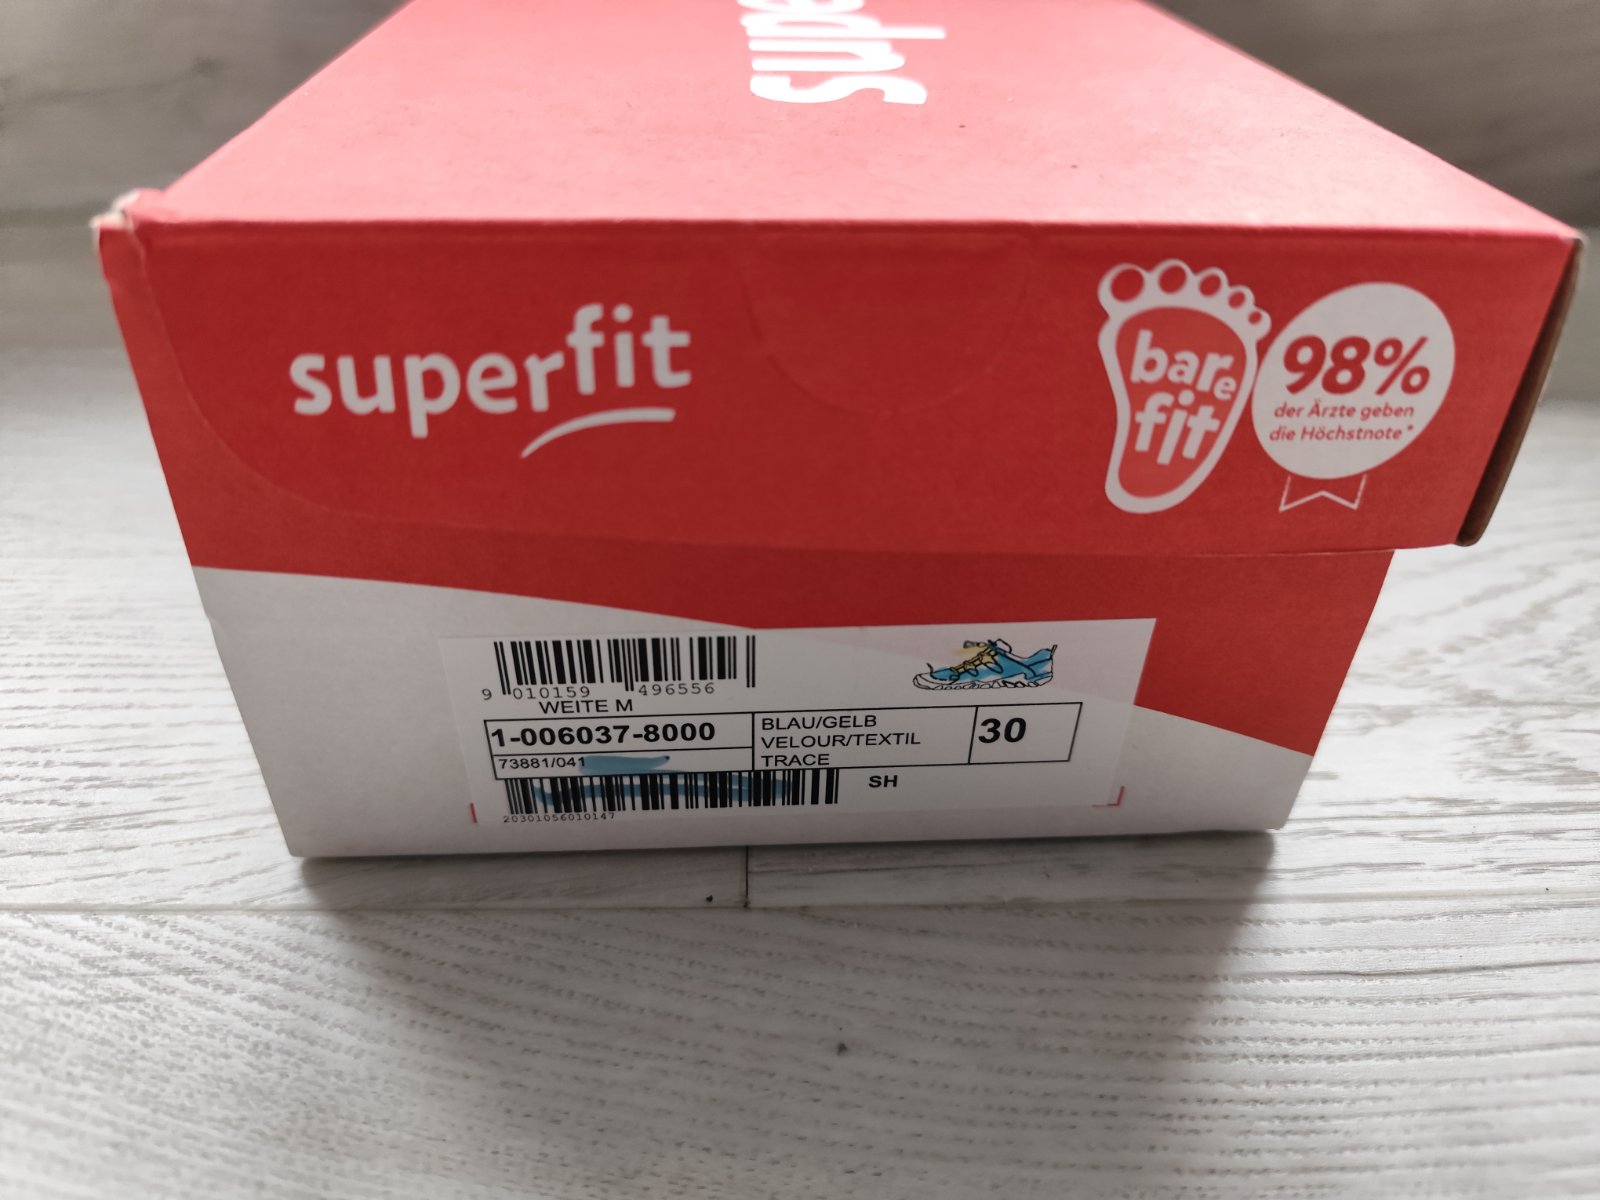 superfit
bare
fit
98%
der Ärzte geben
die Höchstnote*
9 010159 496556
WEITE M
1-006037-8000
BLAU/GELB
VELOUR/TEXTIL
TRACE
30
73881/041
SH
20301056010147